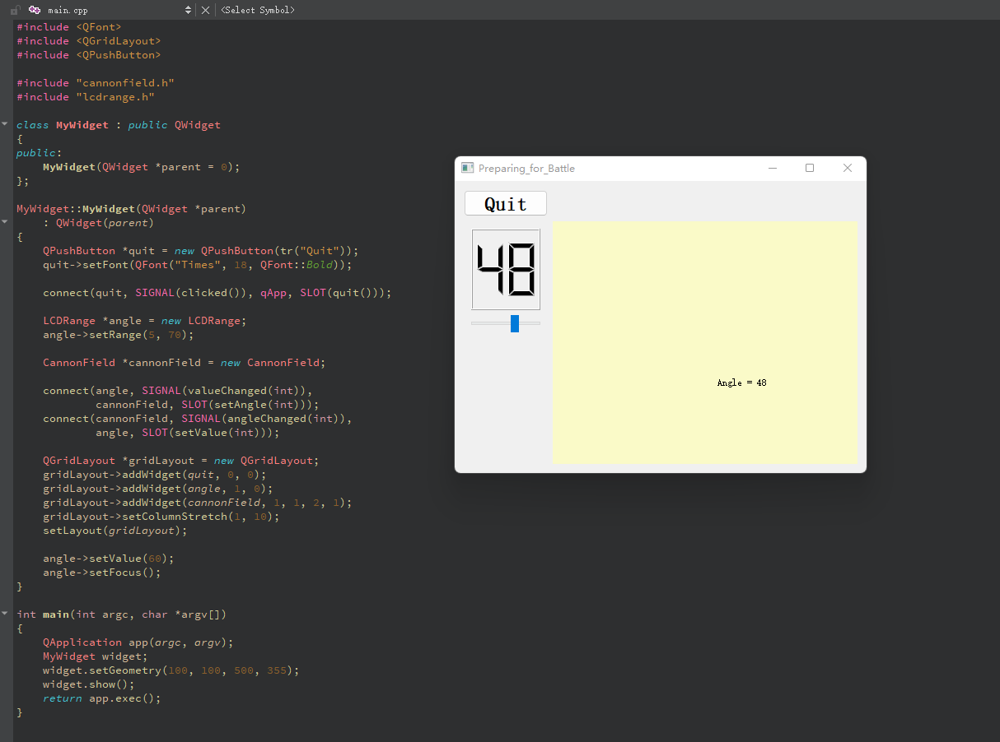 main.cpp <Select Symbol>
#include <QFont>
#include <QGridLayout>
#include <QPushButton>
#include "cannonfield.h"
#include "lcdrange.h"
class MyWidget : public QWidget
{
public:
    MyWidget(QWidget *parent = 0);
};
MyWidget::MyWidget(QWidget *parent)
    : QWidget(parent)
{
    QPushButton *quit = new QPushButton(tr("Quit"));
    quit->setFont(QFont("Times", 18, QFont::Bold));
    connect(quit, SIGNAL(clicked()), qApp, SLOT(quit()));
    LCDRange *angle = new LCDRange;
    angle->setRange(5, 70);
    CannonField *cannonField = new CannonField;
    connect(angle, SIGNAL(valueChanged(int)),
            cannonField, SLOT(setAngle(int)));
    connect(cannonField, SIGNAL(angleChanged(int)),
            angle, SLOT(setValue(int)));
    QGridLayout *gridLayout = new QGridLayout;
    gridLayout->addWidget(quit, 0, 0);
    gridLayout->addWidget(angle, 1, 0);
    gridLayout->addWidget(cannonField, 1, 1, 2, 1);
    gridLayout->setColumnStretch(1, 10);
    setLayout(gridLayout);
    angle->setValue(60);
    angle->setFocus();
}
int main(int argc, char *argv[])
{
    QApplication app(argc, argv);
    MyWidget widget;
    widget.setGeometry(100, 100, 500, 355);
    widget.show();
    return app.exec();
}
Preparing_for_Battle
Quit
48
Angle = 48